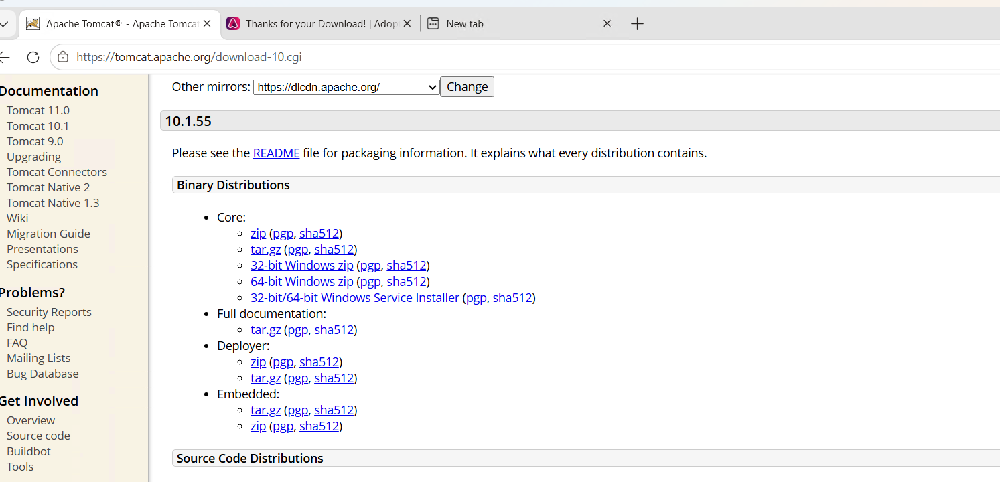 Apache Tomcat® - Apache Tomca
Thanks for your Download! | Adop
New tab
https://tomcat.apache.org/download-10.cgi
Documentation
Tomcat 11.0
Tomcat 10.1
Tomcat 9.0
Upgrading
Tomcat Connectors
Tomcat Native 2
Tomcat Native 1.3
Wiki
Migration Guide
Presentations
Specifications
Problems?
Security Reports
Find help
FAQ
Mailing Lists
Bug Database
Get Involved
Overview
Source code
Buildbot
Tools
Other mirrors: https://dlcdn.apache.org/ Change
10.1.55
Please see the README file for packaging information. It explains what every distribution contains.
Binary Distributions
Core:
zip (pgp, sha512)
tar.gz (pgp, sha512)
32-bit Windows zip (pgp, sha512)
64-bit Windows zip (pgp, sha512)
32-bit/64-bit Windows Service Installer (pgp, sha512)
Full documentation:
tar.gz (pgp, sha512)
Deployer:
zip (pgp, sha512)
tar.gz (pgp, sha512)
Embedded:
tar.gz (pgp, sha512)
zip (pgp, sha512)
Source Code Distributions